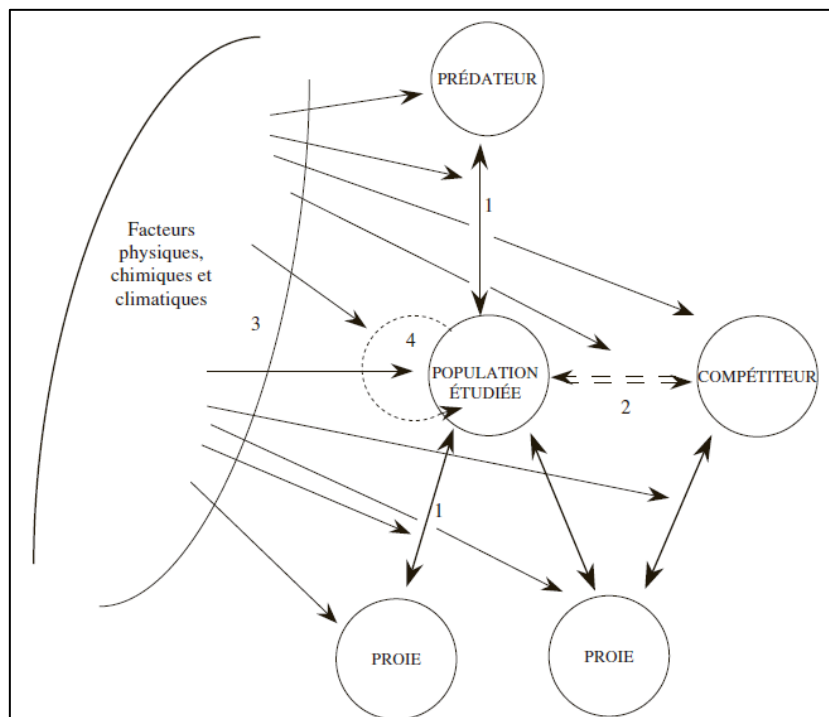 PRÉDATEUR
1
Facteurs
physiques,
chimiques et
climatiques
3
4
POPULATION
ÉTUDIÉE
COMPÉTITEUR
2
1
PROIE
PROIE